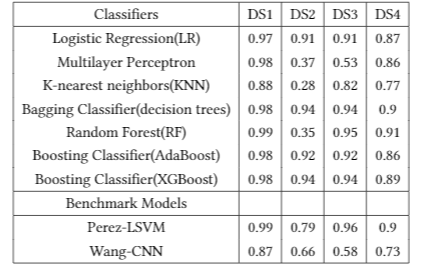 Classifiers DS1 DS2 DS3 DS4
Logistic Regression(LR) 0.97 0.91 0.91 0.87
Multilayer Perceptron 0.98 0.37 0.53 0.86
K-nearest neighbors(KNN) 0.88 0.28 0.82 0.77
Bagging Classifier(decision trees) 0.98 0.94 0.94 0.9
Random Forest(RF) 0.99 0.35 0.95 0.91
Boosting Classifier(AdaBoost) 0.98 0.92 0.92 0.86
Boosting Classifier(XGBoost) 0.98 0.94 0.94 0.89
Benchmark Models
Perez-LSVM 0.99 0.79 0.96 0.9
Wang-CNN 0.87 0.66 0.58 0.73